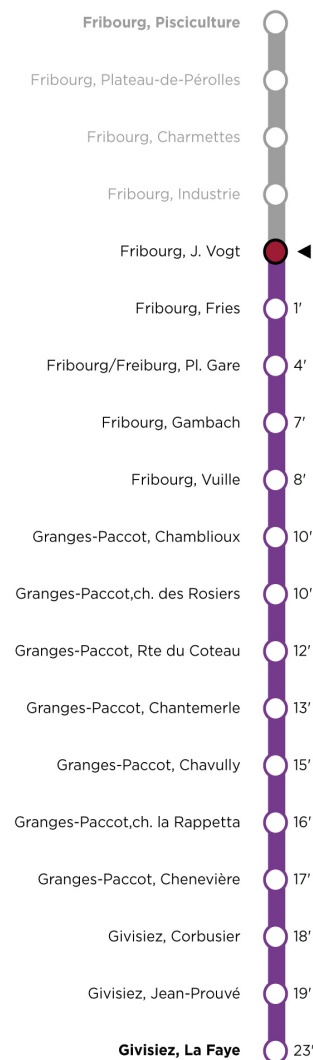 Fribourg, Pisciculture
Fribourg, Plateau-de-Pérolles
Fribourg, Charmettes
Fribourg, Industrie
Fribourg, J. Vogt
Fribourg, Fries 1'
Fribourg/Freiburg, Pl. Gare 4'
Fribourg, Gambach 7'
Fribourg, Vuille 8'
Granges-Paccot, Chamblioux 10'
Granges-Paccot,ch. des Rosiers 10'
Granges-Paccot, Rte du Coteau 12'
Granges-Paccot, Chantemerle 13'
Granges-Paccot, Chavully 15'
Granges-Paccot,ch. la Rappetta 16'
Granges-Paccot, Chenevière 17'
Givisiez, Corbusier 18'
Givisiez, Jean-Prouvé 19'
Givisiez, La Faye 23'